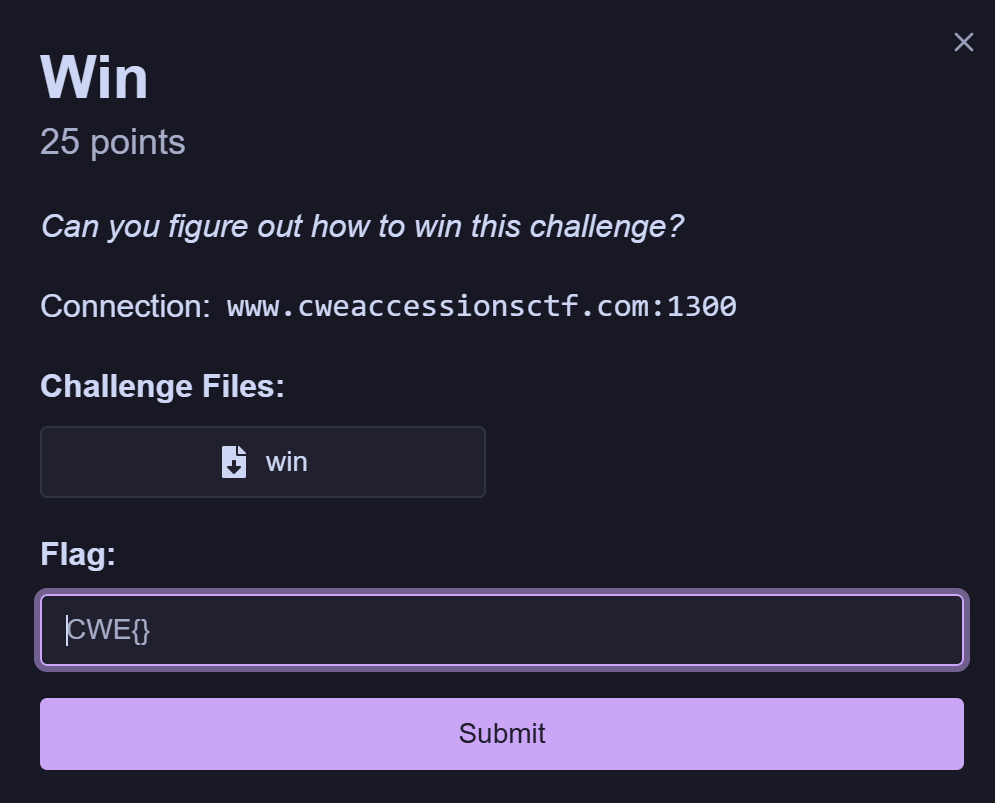 Win
25 points
Can you figure out how to win this challenge?
Connection: www.cweaccessionsctf.com:1300
Challenge Files:
win
Flag:
CWE{}
Submit